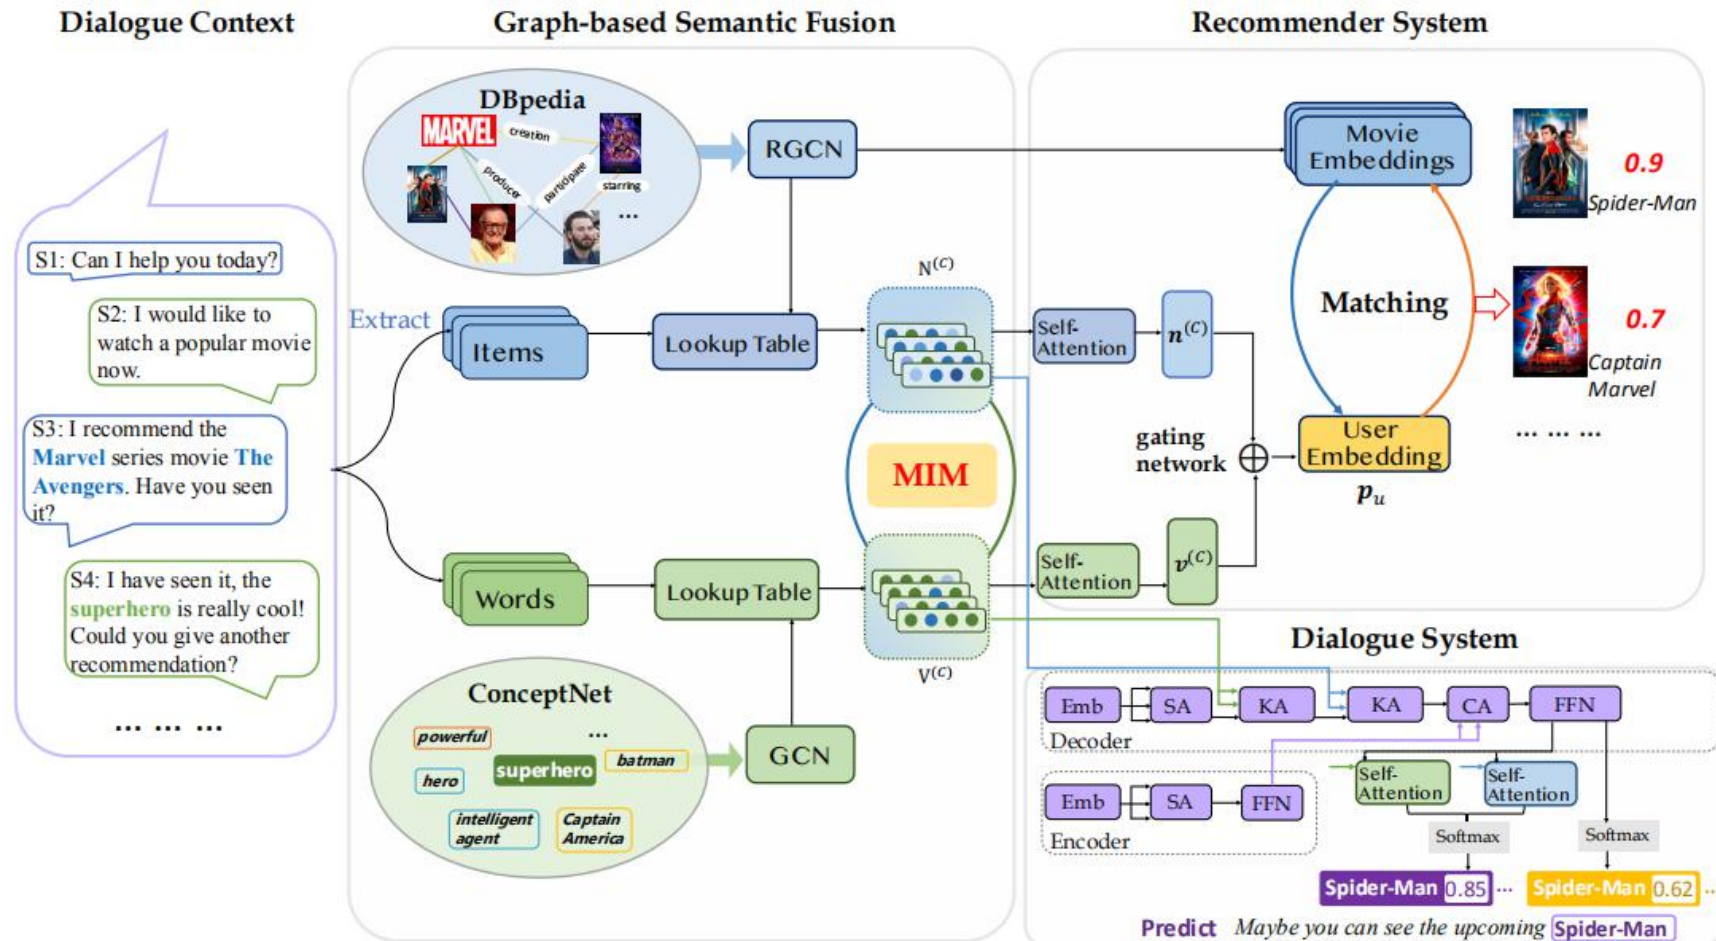 Dialogue Context
Graph-based Semantic Fusion
Recommender System
S1: Can I help you today?
S2: I would like to
watch a popular movie
now.
S3: I recommend the
Marvel series movie The
Avengers. Have you seen
it?
S4: I have seen it, the
superhero is really cool!
Could you give another
recommendation?
... ... ...
DBpedia
MARVEL
creation
producer
participate
starring
...
RGCN
Extract
Items
Lookup Table
N(C)
MIM
Words
Lookup Table
V(C)
ConceptNet
powerful
...
superhero
batman
hero
intelligent
agent
Captain
America
GCN
Movie
Embeddings
Self-
Attention
n(C)
Matching
gating
network
User
Embedding
pu
Self-
Attention
v(C)
0.9
Spider-Man
0.7
Captain
Marvel
... ... ...
Dialogue System
Emb
SA
KA
KA
CA
FFN
Decoder
Emb
SA
FFN
Encoder
Self-
Attention
Self-
Attention
Softmax
Softmax
Spider-Man 0.85 ...
Spider-Man 0.62 ..
Predict Maybe you can see the upcoming Spider-Man